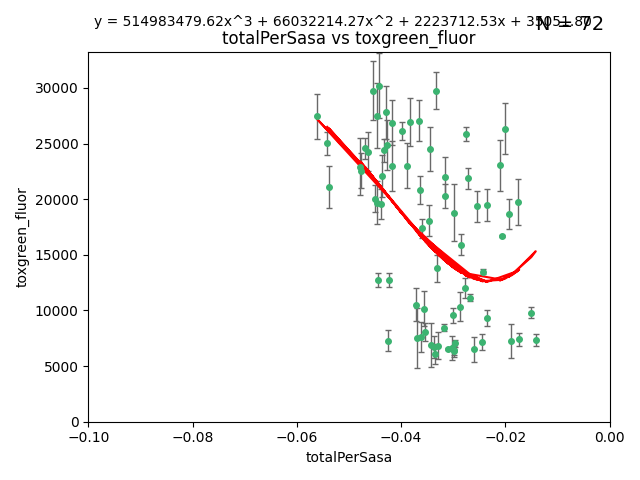 y = 514983479.62x^3 + 66032214.27x^2 + 2223712.53x + 35051.80
N = 72
totalPerSasa vs toxgreen_fluor
30000
25000
20000
15000
10000
5000
0
toxgreen_fluor
−0.10 −0.08 −0.06 −0.04 −0.02 0.00
totalPerSasa